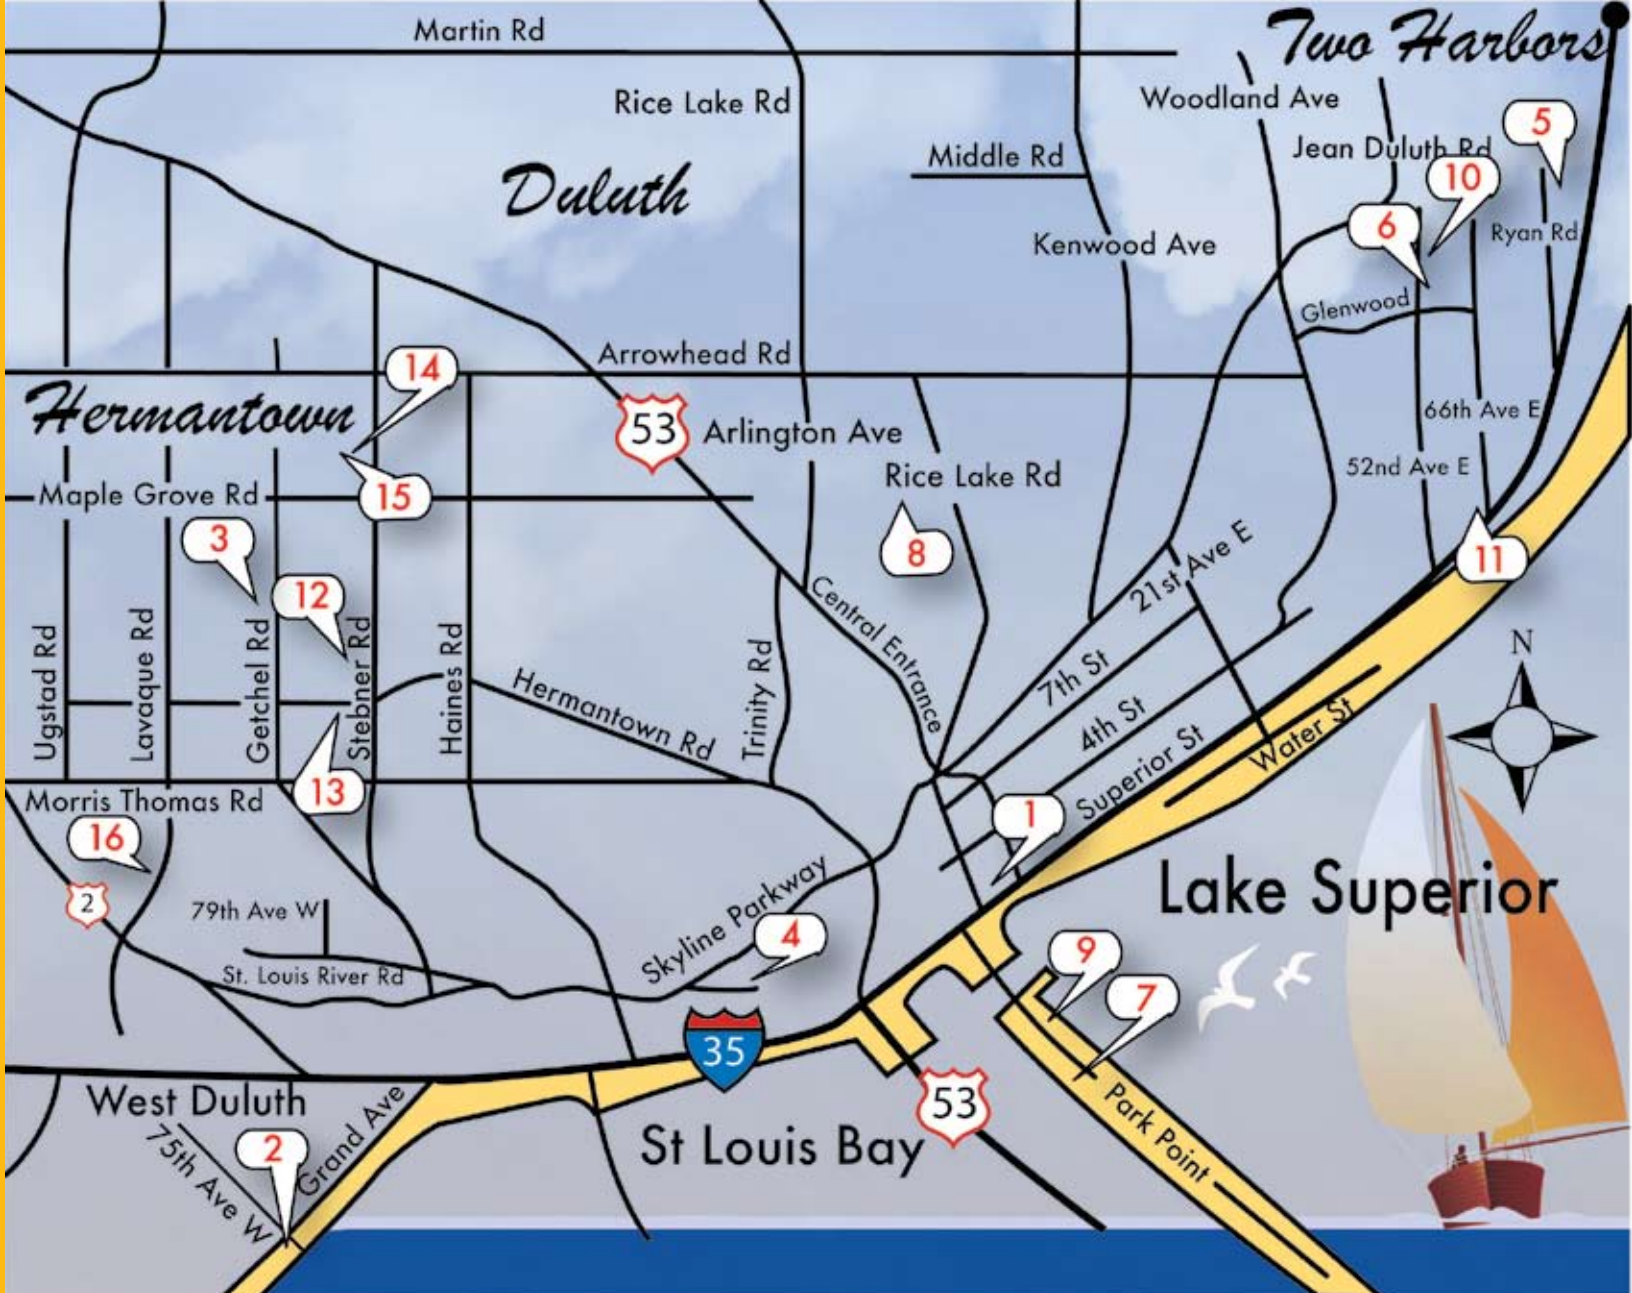 Martin Rd
Two Harbors
Rice Lake Rd
Woodland Ave
5
Jean Duluth Rd
Middle Rd
10
Duluth
6
Ryan Rd
Kenwood Ave
Glenwood
Arrowhead Rd
14
Hermantown
53
Arlington Ave
66th Ave E
Rice Lake Rd
52nd Ave E
Maple Grove Rd
15
3
8
11
12
21st Ave E
Central Entrance
N
Ugstad Rd
Lavaque Rd
Getchel Rd
Stebner Rd
Haines Rd
Hermantown Rd
Trinity Rd
7th St
4th St
Superior St
Water St
Morris Thomas Rd
13
16
1
2
79th Ave W
Skyline Parkway
Lake Superior
4
St. Louis River Rd
9
7
35
West Duluth
53
Park Point
75th Ave W
2
Grand Ave
St Louis Bay